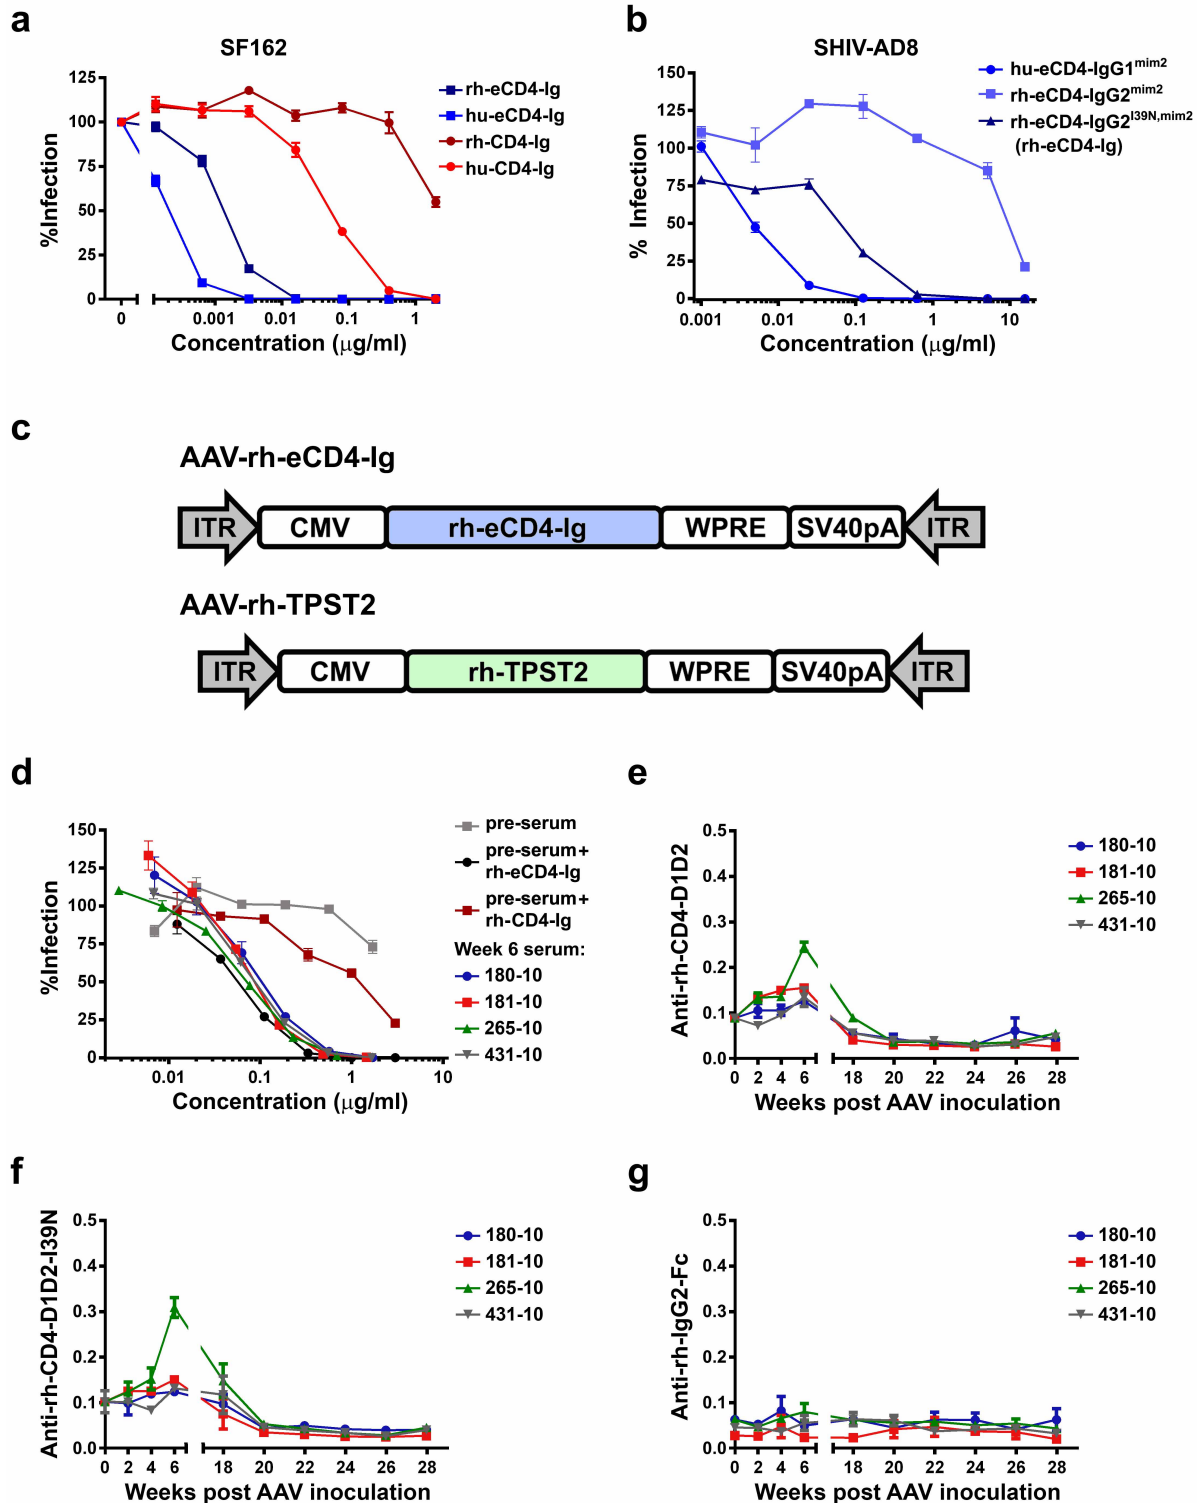 a
SF162
125
100
75
50
25
0
%Infection
0
0.001
0.01
0.1
1
Concentration (μg/ml)
rh-eCD4-Ig
hu-eCD4-Ig
rh-CD4-Ig
hu-CD4-Ig
b
SHIV-AD8
150
125
100
75
50
25
0
% Infection
0.001
0.01
0.1
1
10
Concentration (μg/ml)
hu-eCD4-IgG1mim2
rh-eCD4-IgG2mim2
rh-eCD4-IgG2I39N,mim2
(rh-eCD4-Ig)
c
AAV-rh-eCD4-Ig
ITR CMV rh-eCD4-Ig WPRE SV40pA ITR
AAV-rh-TPST2
ITR CMV rh-TPST2 WPRE SV40pA ITR
d
150
125
100
75
50
25
0
%Infection
0.01
0.1
1
10
Concentration (μg/ml)
pre-serum
pre-serum+
rh-eCD4-Ig
pre-serum+
rh-CD4-Ig
Week 6 serum:
180-10
181-10
265-10
431-10
e
0.5
0.4
0.3
0.2
0.1
0.0
Anti-rh-CD4-D1D2
0 2 4 6 18 20 22 24 26 28
Weeks post AAV inoculation
180-10
181-10
265-10
431-10
f
0.5
0.4
0.3
0.2
0.1
0.0
Anti-rh-CD4-D1D2-I39N
0 2 4 6 18 20 22 24 26 28
Weeks post AAV inoculation
180-10
181-10
265-10
431-10
g
0.5
0.4
0.3
0.2
0.1
0.0
Anti-rh-IgG2-Fc
0 2 4 6 18 20 22 24 26 28
Weeks post AAV inoculation
180-10
181-10
265-10
431-10